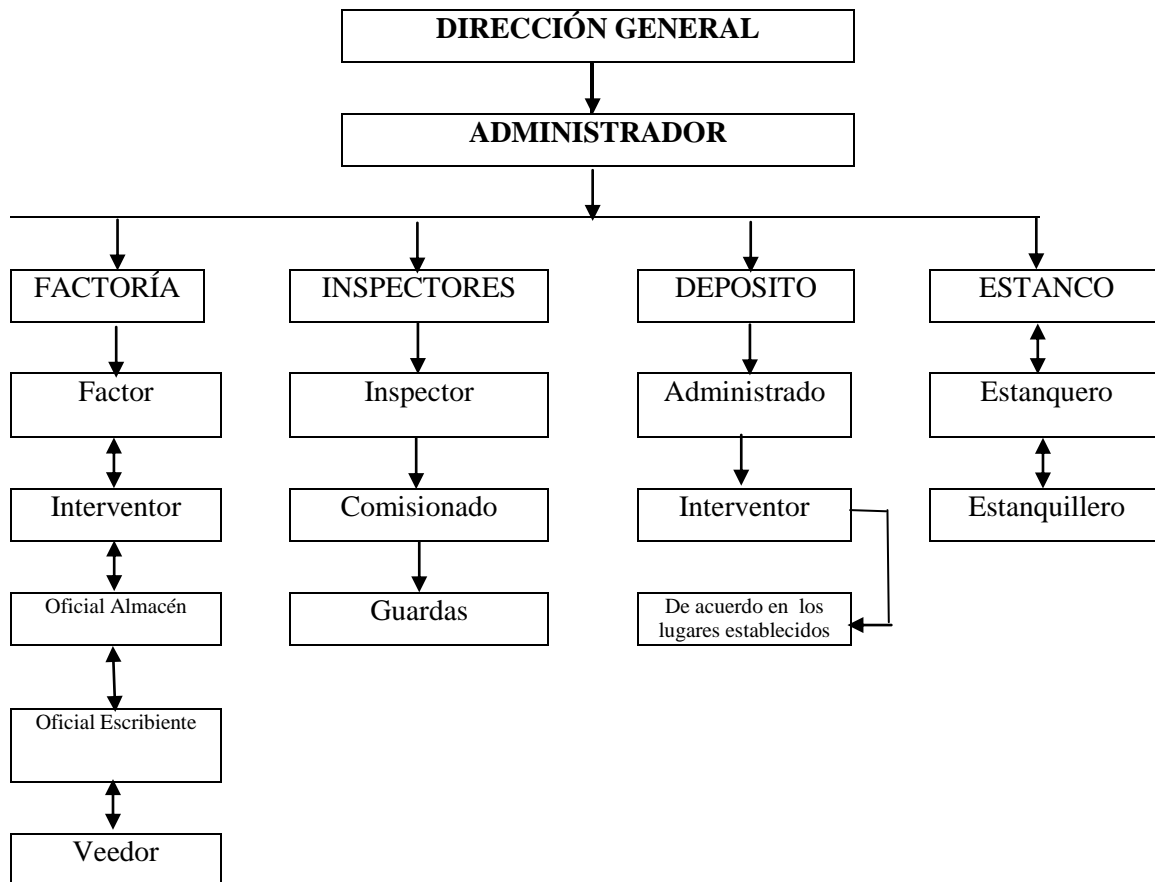 DIRECCIÓN GENERAL
ADMINISTRADOR
FACTORÍA
INSPECTORES
DEPOSITO
ESTANCO
Factor
Inspector
Administrado
Estanquero
Interventor
Comisionado
Interventor
Estanquillero
Oficial Almacén
Guardas
De acuerdo en los
lugares establecidos
Oficial Escribiente
Veedor